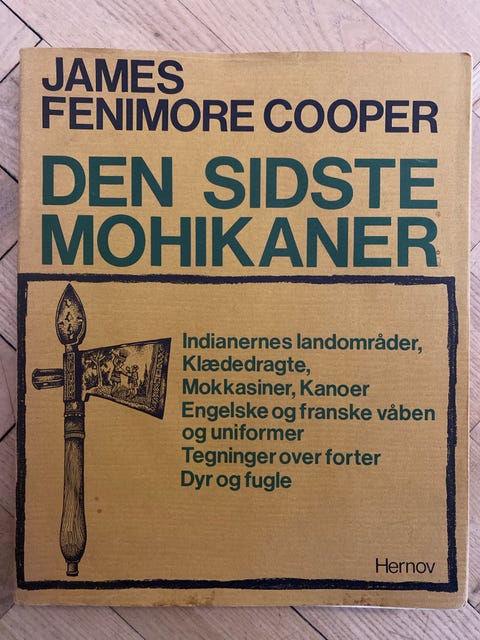 JAMES
FENIMORE COOPER
DEN SIDSTE
MOHIKANER
Indianernes landområder,
Klædedragte,
Mokkasiner, Kanoer
Engelske og franske våben
og uniformer
Tegninger over forter
Dyr og fugle
Hernov